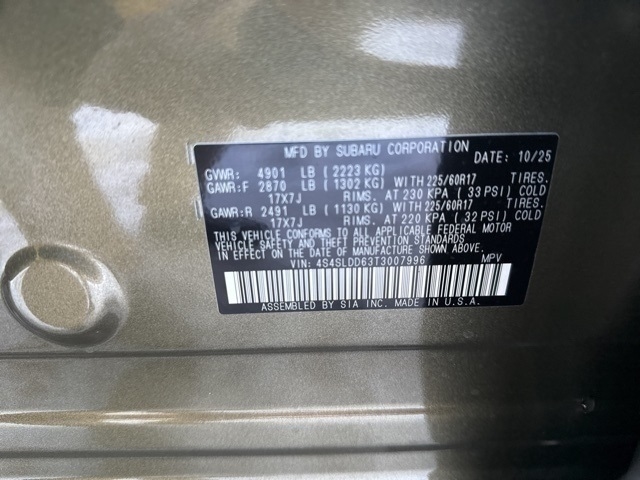 MFD BY SUBARU CORPORATION DATE: 10/25
GVWR: 4901 LB ( 2223 KG)
GAWR:F 2870 LB ( 1302 KG) WITH 225/60R17 TIRES.
17X7J RIMS. AT 230 KPA ( 33 PSI) COLD
GAWR:R 2491 LB ( 1130 KG) WITH 225/60R17 TIRES.
17X7J RIMS. AT 220 KPA ( 32 PSI) COLD
THIS VEHICLE CONFORMS TO ALL APPLICABLE FEDERAL MOTOR
VEHICLE SAFETY AND THEFT PREVENTION STANDARDS
IN EFFECT ON THE DATE OF MANUFACTURE SHOWN ABOVE.
VIN: 4S4SLDD63T3007996 MPV
ASSEMBLED BY SIA INC. MADE IN U.S.A.